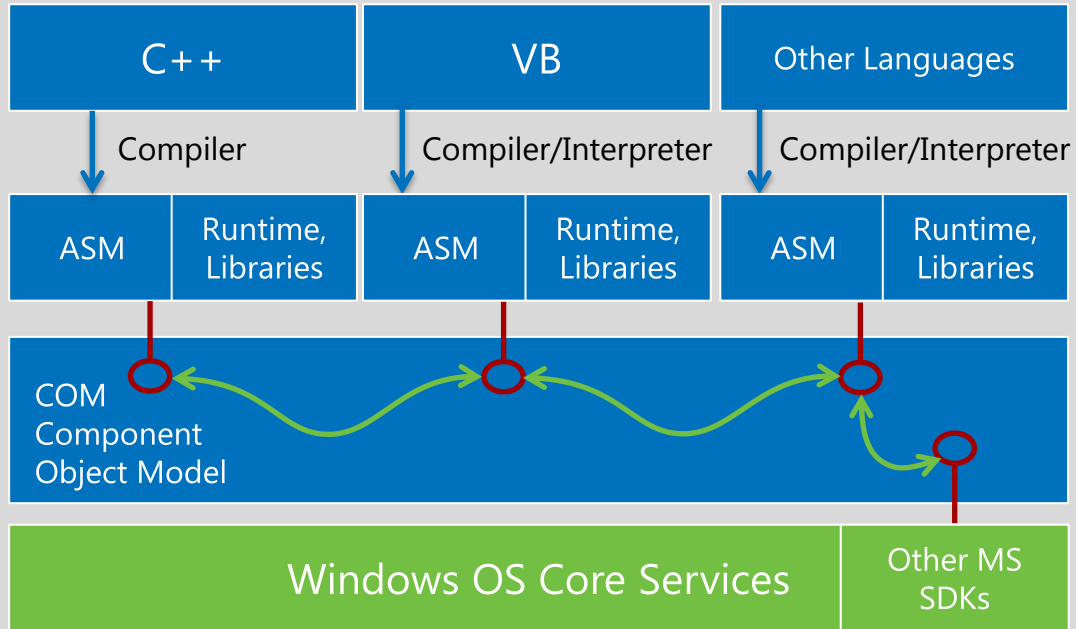 C++
VB
Other Languages
Compiler
Compiler/Interpreter
Compiler/Interpreter
ASM
Runtime,
Libraries
ASM
Runtime,
Libraries
ASM
Runtime,
Libraries
COM
Component
Object Model
Windows OS Core Services
Other MS
SDKs